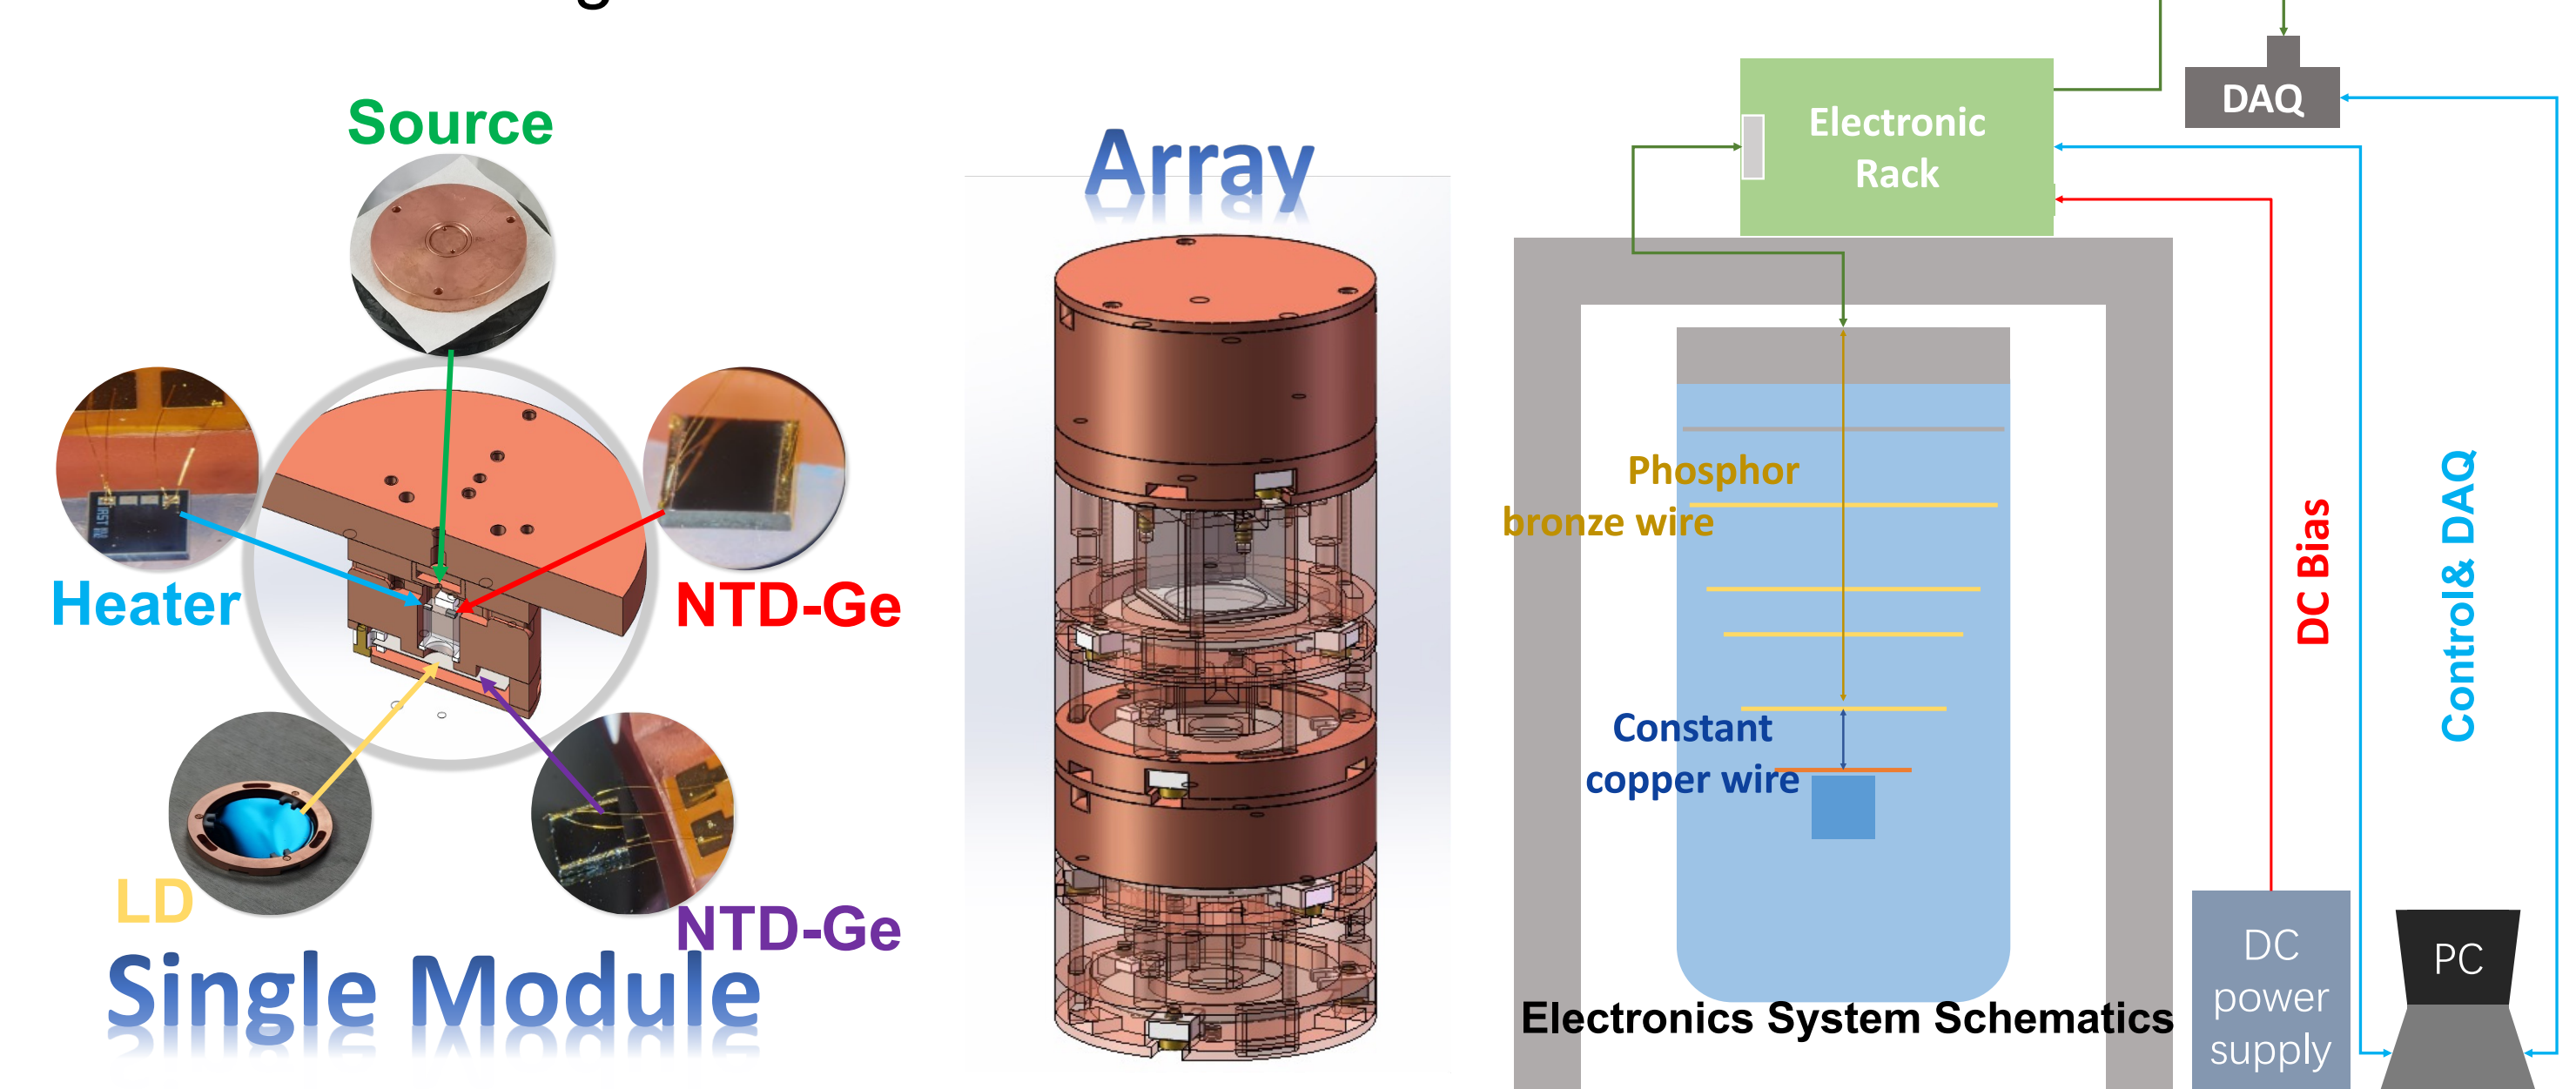 Source
Heater
NTD-Ge
LD
NTD-Ge
Single Module
Array
Electronic
Rack
DAQ
Phosphor
bronze wire
Constant
copper wire
DC Bias
Control& DAQ
DC
power
supply
PC
Electronics System Schematics